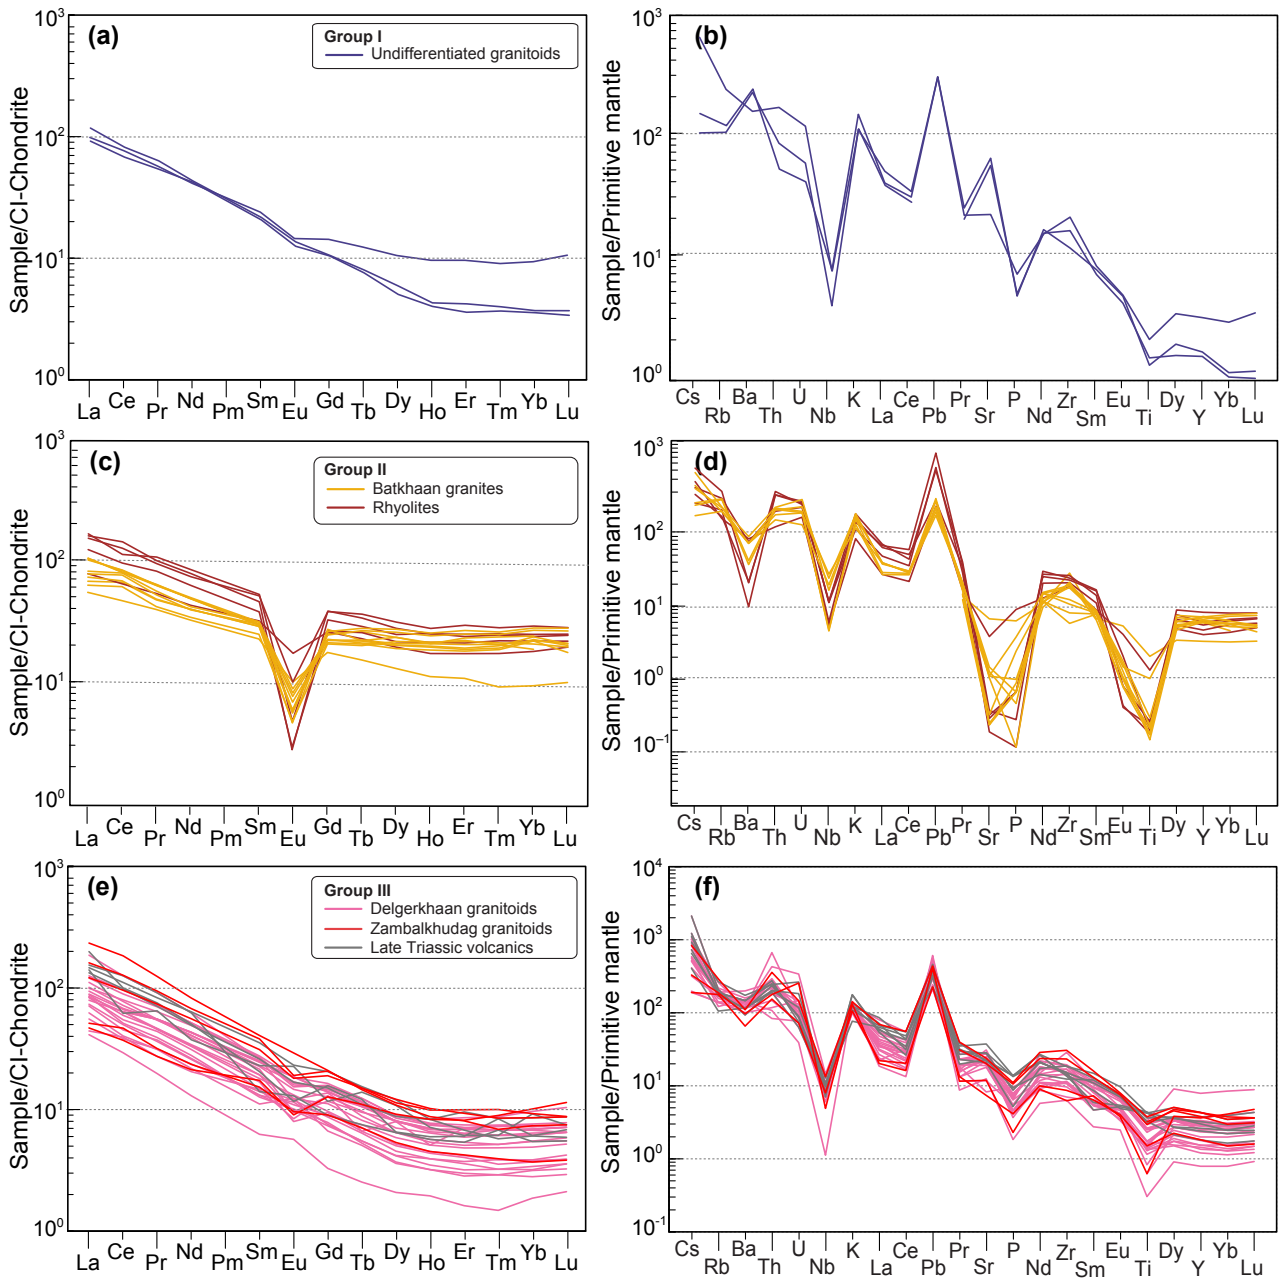 (a)
Group I
Undifferentiated granitoids
Sample/CI-Chondrite
10³
10²
10¹
10⁰
La Ce Pr Nd Pm Sm Eu Gd Tb Dy Ho Er Tm Yb Lu
(b)
Sample/Primitive mantle
10³
10²
10¹
10⁰
Cs Rb Ba Th U Nb K La Ce Pb Pr Sr P Nd Zr Sm Eu Ti Dy Y Yb Lu
(c)
Group II
Batkhaan granites
Rhyolites
Sample/CI-Chondrite
10³
10²
10¹
10⁰
La Ce Pr Nd Pm Sm Eu Gd Tb Dy Ho Er Tm Yb Lu
(d)
Sample/Primitive mantle
10³
10²
10¹
10⁰
10⁻¹
Cs Rb Ba Th U Nb K La Ce Pb Pr Sr P Nd Zr Sm Eu Ti Dy Y Yb Lu
(e)
Group III
Delgerkhaan granitoids
Zambalkhudag granitoids
Late Triassic volcanics
Sample/CI-Chondrite
10³
10²
10¹
10⁰
La Ce Pr Nd Pm Sm Eu Gd Tb Dy Ho Er Tm Yb Lu
(f)
Sample/Primitive mantle
10⁴
10³
10²
10¹
10⁰
10⁻¹
Cs Rb Ba Th U Nb K La Ce Pb Pr Sr P Nd Zr Sm Eu Ti Dy Y Yb Lu